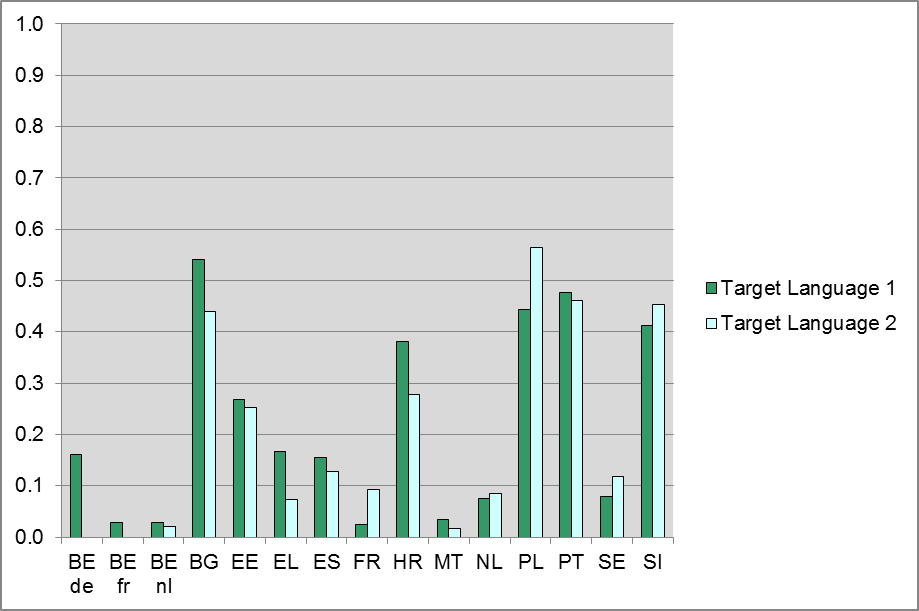 1.0
0.9
0.8
0.7
0.6
0.5
0.4
0.3
0.2
0.1
0.0
BE de
BE fr
BE nl
BG
EE
EL
ES
FR
HR
MT
NL
PL
PT
SE
SI
Target Language 1
Target Language 2